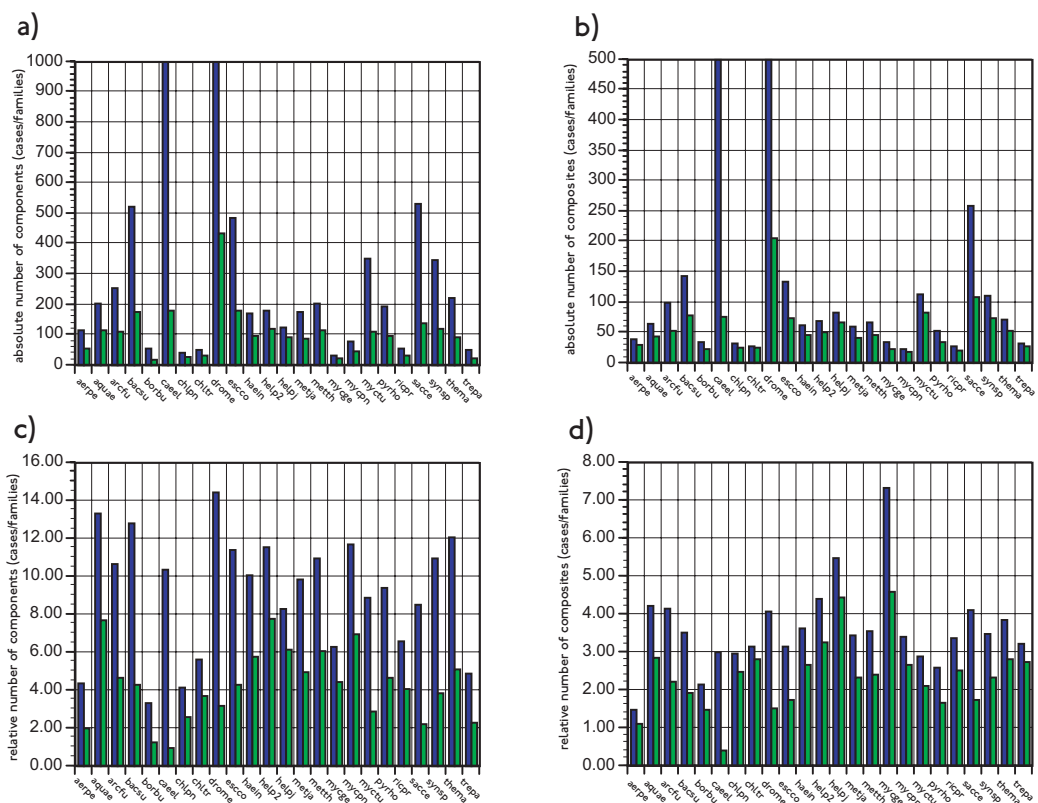 a)
absolute number of components (cases/families)
1000
900
800
700
600
500
400
300
200
100
0
aerpe
aquae
arcfu
bacsu
borbu
caeel
chlpn
chltr
drome
escco
haein
help2
helpj
metja
metth
mycge
mycpn
myctu
pyrho
ricpr
sacce
synsp
thema
trepa
b)
absolute number of composites (cases/families)
500
450
400
350
300
250
200
150
100
50
0
aerpe
aquae
arcfu
bacsu
borbu
caeel
chlpn
chltr
drome
escco
haein
help2
helpj
metja
metth
mycge
mycpn
myctu
pyrho
ricpr
sacce
synsp
thema
trepa
c)
relative number of components (cases/families)
16.00
14.00
12.00
10.00
8.00
6.00
4.00
2.00
0.00
aerpe
aquae
arcfu
bacsu
borbu
caeel
chlpn
chltr
drome
escco
haein
help2
helpj
metja
metth
mycge
mycpn
myctu
pyrho
ricpr
sacce
synsp
thema
trepa
d)
relative number of composites (cases/families)
8.00
7.00
6.00
5.00
4.00
3.00
2.00
1.00
0.00
aerpe
aquae
arcfu
bacsu
borbu
caeel
chlpn
chltr
drome
escco
haein
help2
helpj
metja
metth
mycge
mycpn
myctu
pyrho
ricpr
sacce
synsp
thema
trepa